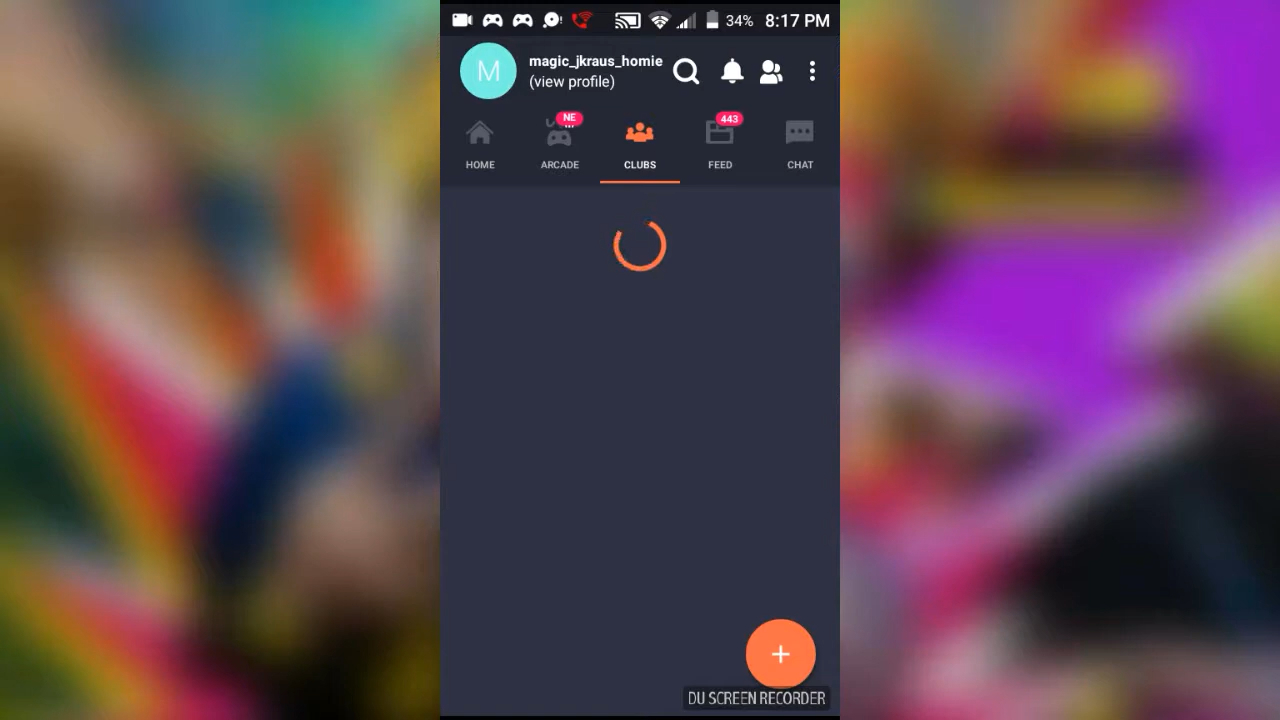 34% 8:17 PM
M
magic_jkraus_homie
(view profile)
NE 443
HOME ARCADE CLUBS FEED CHAT
+
DU SCREEN RECORDER